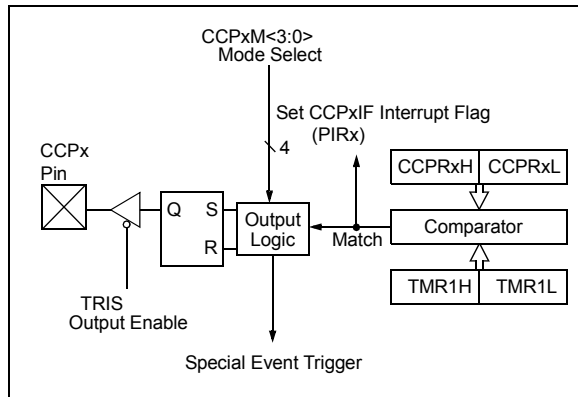 CCPxM<3:0>
Mode Select
Set CCPxIF Interrupt Flag
(PIRx)
4
CCPx
Pin
CCPRxH CCPRxL
Q S
R
Output
Logic
Match
Comparator
TRIS
Output Enable
TMR1H TMR1L
Special Event Trigger